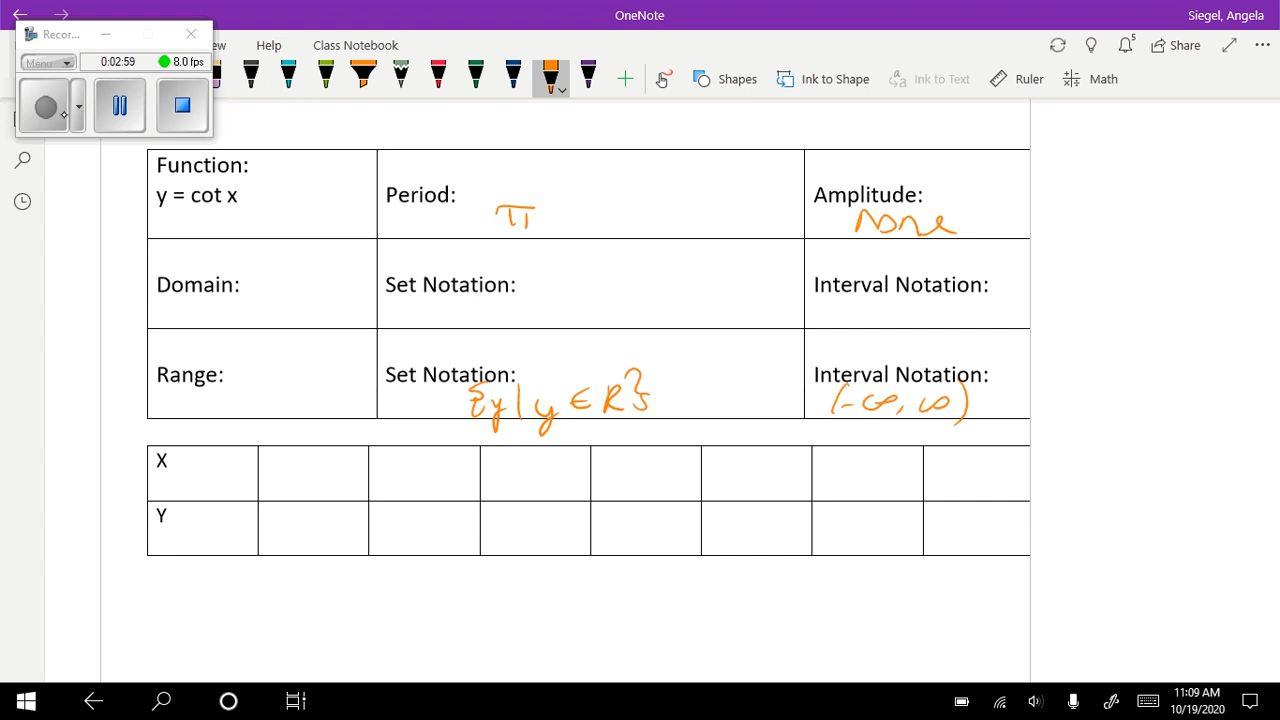 OneNote
Siegel, Angela
Recor...
ew
Help
Class Notebook
5
Share
Menu
0:02:59
8.0 fps
Shapes
Ink to Shape
Ink to Text
Ruler
Math
Function:
y = cot x
Period:
π
Amplitude:
None
Domain:
Set Notation:
Interval Notation:
Range:
Set Notation:
{y | y ∈ R}
Interval Notation:
(-∞, ∞)
X
Y
11:09 AM
10/19/2020